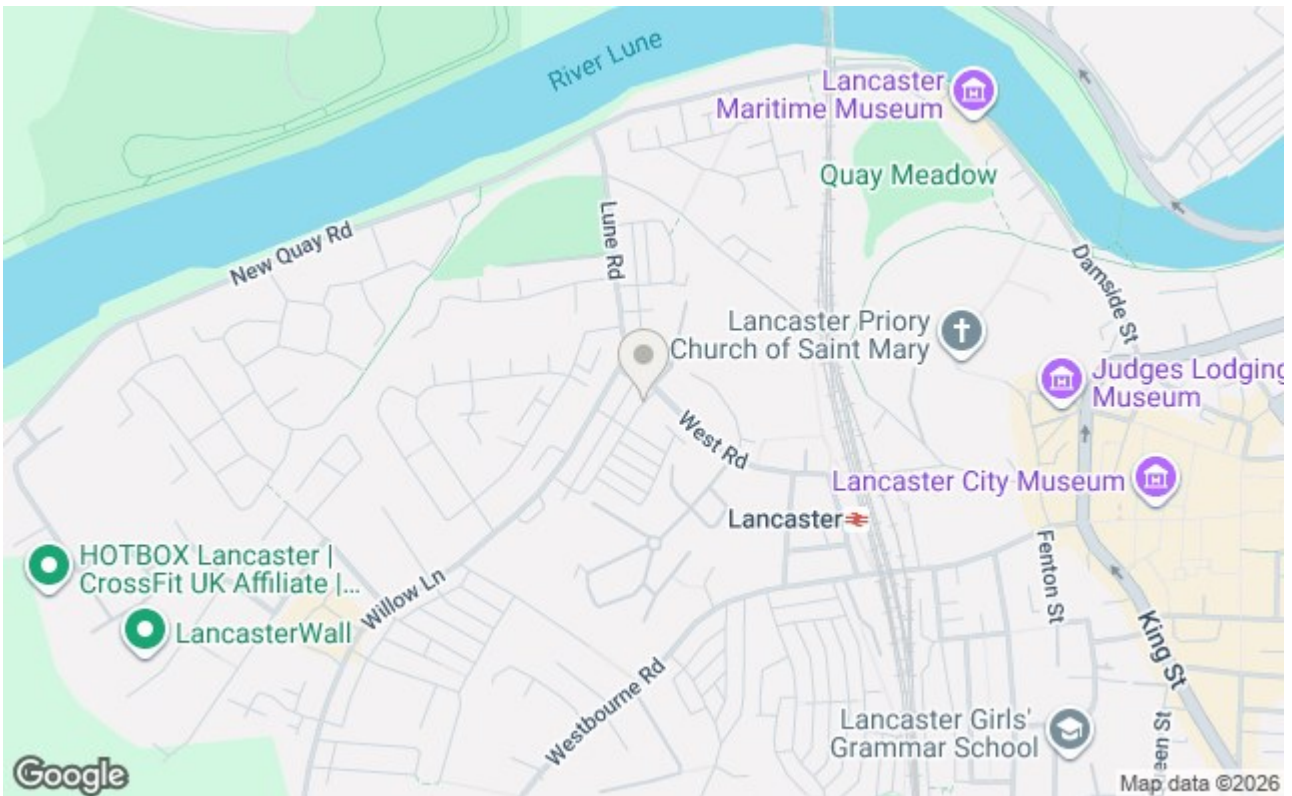 River Lune
Lancaster
Maritime Museum
Quay Meadow
Lune Rd
New Quay Rd
Damside St
Lancaster Priory
Church of Saint Mary
Judges Lodging
Museum
West Rd
Lancaster City Museum
Lancaster
Fenton St
HOTBOX Lancaster |
CrossFit UK Affiliate |...
Willow Ln
LancasterWall
King St
Westbourne Rd
Lancaster Girls'
Grammar School
een St
Google
Map data ©2026